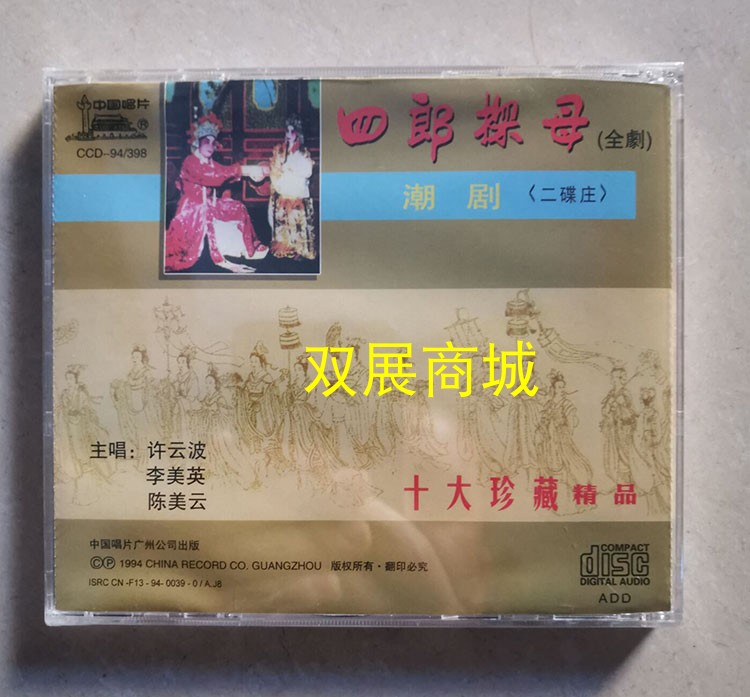 中国唱片
®
CCD-94/398
四郎探母(全劇)
潮剧〈二碟庄〉
双展商城
主唱：许云波
李美英
陈美云
十大珍藏精品
中国唱片广州公司出版
©℗ 1994 CHINA RECORD CO. GUANGZHOU 版权所有·翻印必究
ISRC CN-F13-94-0039-0/A.J8
COMPACT
disc
DIGITAL AUDIO
ADD